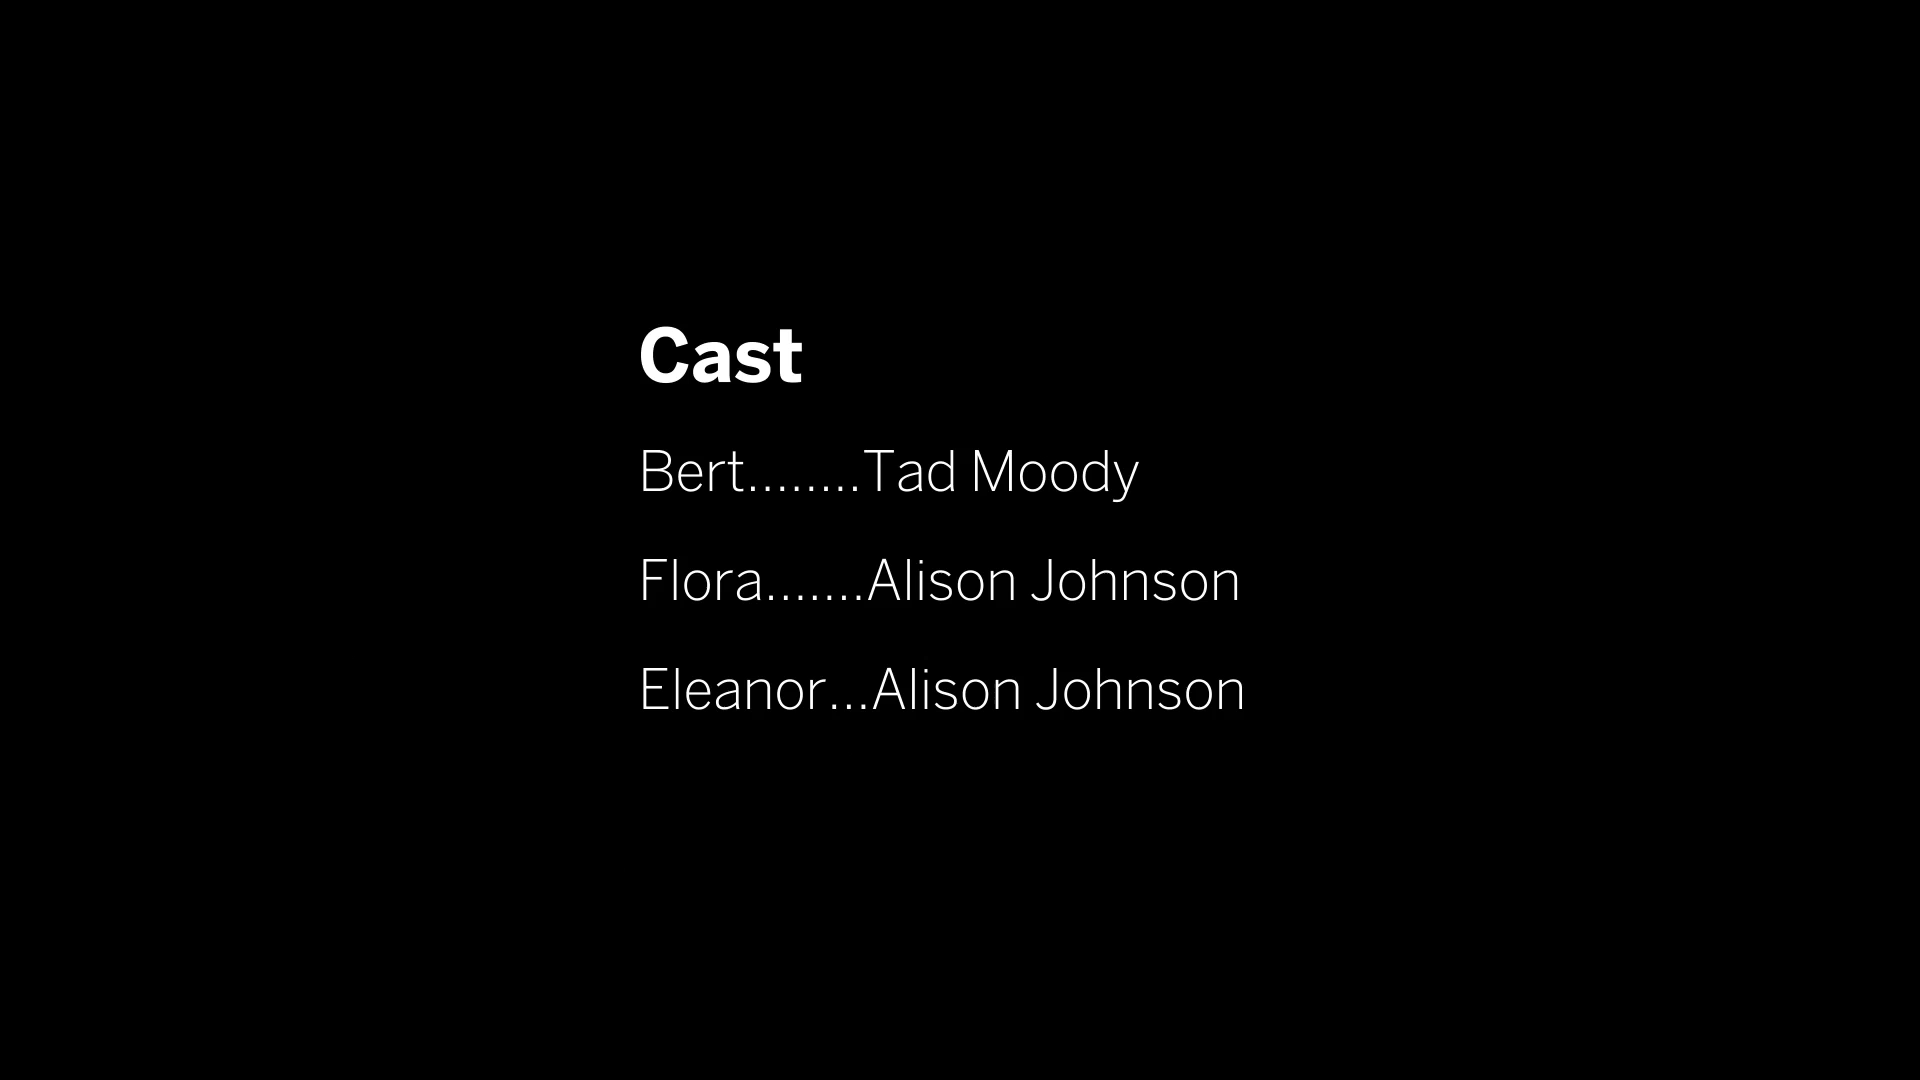 Cast
Bert........Tad Moody
Flora.......Alison Johnson
Eleanor...Alison Johnson